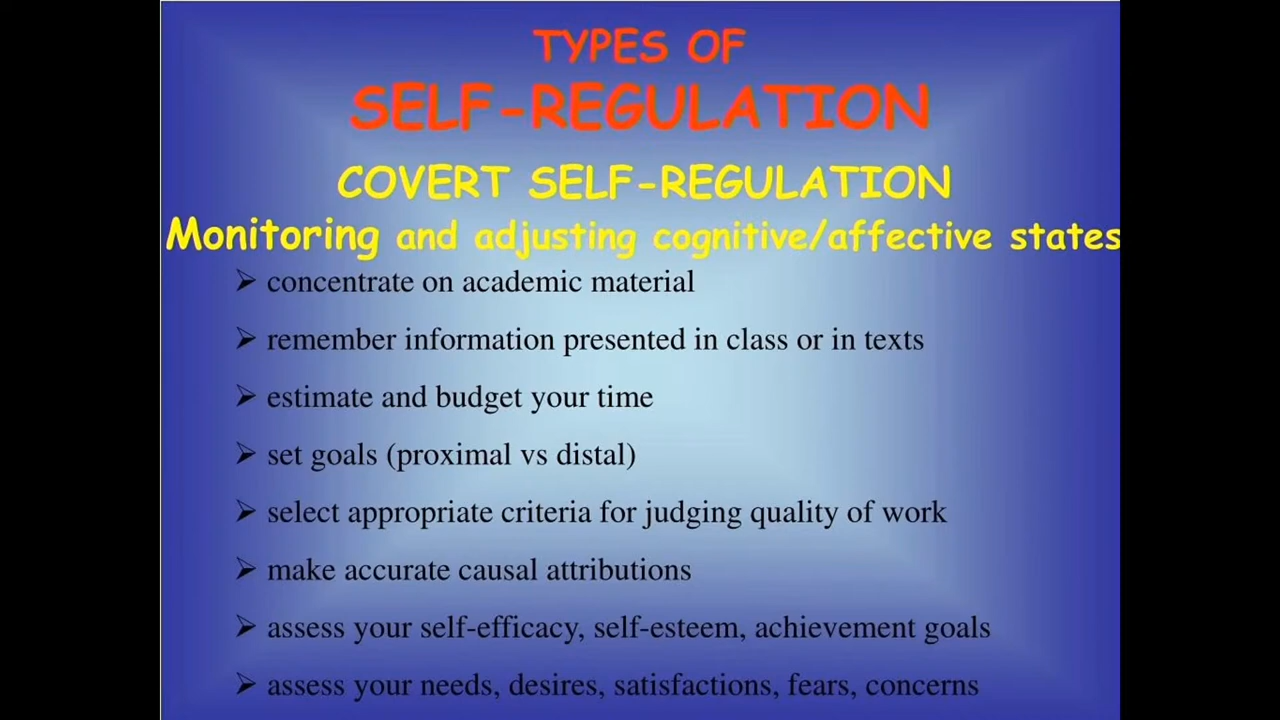 TYPES OF
SELF-REGULATION
COVERT SELF-REGULATION
Monitoring and adjusting cognitive/affective states
➢ concentrate on academic material
➢ remember information presented in class or in texts
➢ estimate and budget your time
➢ set goals (proximal vs distal)
➢ select appropriate criteria for judging quality of work
➢ make accurate causal attributions
➢ assess your self-efficacy, self-esteem, achievement goals
➢ assess your needs, desires, satisfactions, fears, concerns